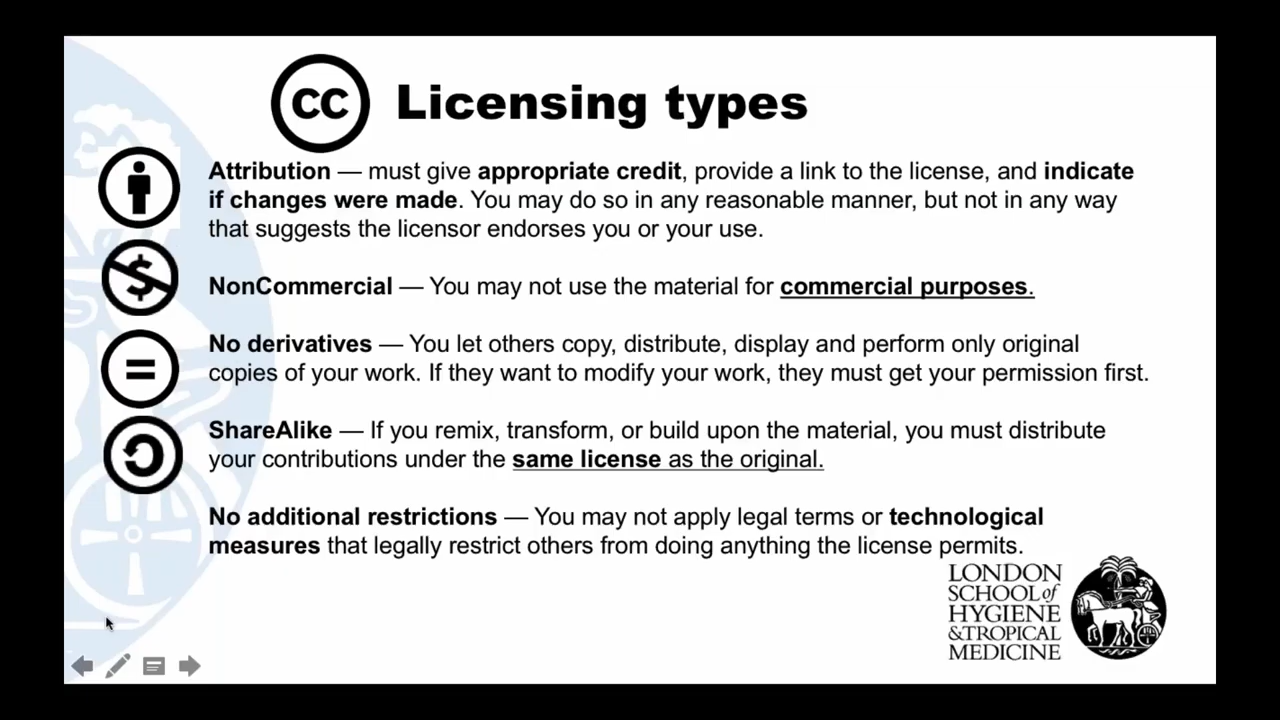 CC Licensing types
Attribution — must give appropriate credit, provide a link to the license, and indicate
if changes were made. You may do so in any reasonable manner, but not in any way
that suggests the licensor endorses you or your use.
$
NonCommercial — You may not use the material for commercial purposes.
=
No derivatives — You let others copy, distribute, display and perform only original
copies of your work. If they want to modify your work, they must get your permission first.
ShareAlike — If you remix, transform, or build upon the material, you must distribute
your contributions under the same license as the original.
No additional restrictions — You may not apply legal terms or technological
measures that legally restrict others from doing anything the license permits.
LONDON
SCHOOL of
HYGIENE
&TROPICAL
MEDICINE